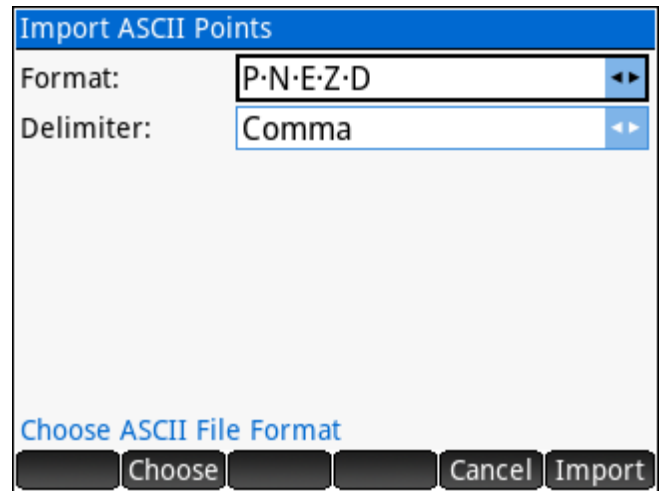 Import ASCII Points
Format: P·N·E·Z·D
Delimiter: Comma
Choose ASCII File Format
Choose Cancel Import